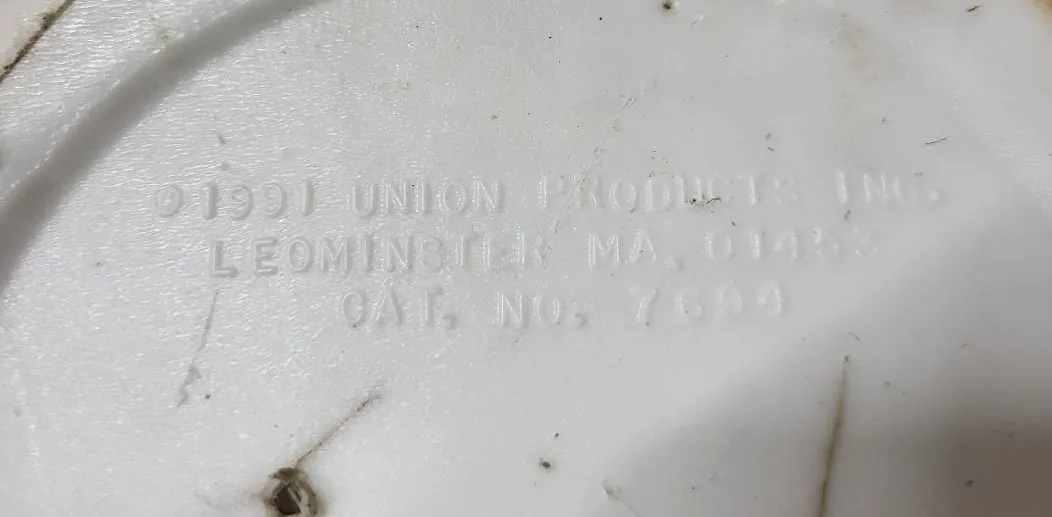 ©1991 UNION PRODUCTS INC.
LEOMINSTER MA, 01453
CAT, NO, 7694